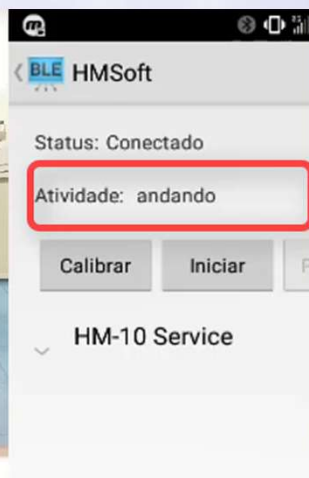 BLE HMSoft
Status: Conectado
Atividade: andando
Calibrar
Iniciar
HM-10 Service